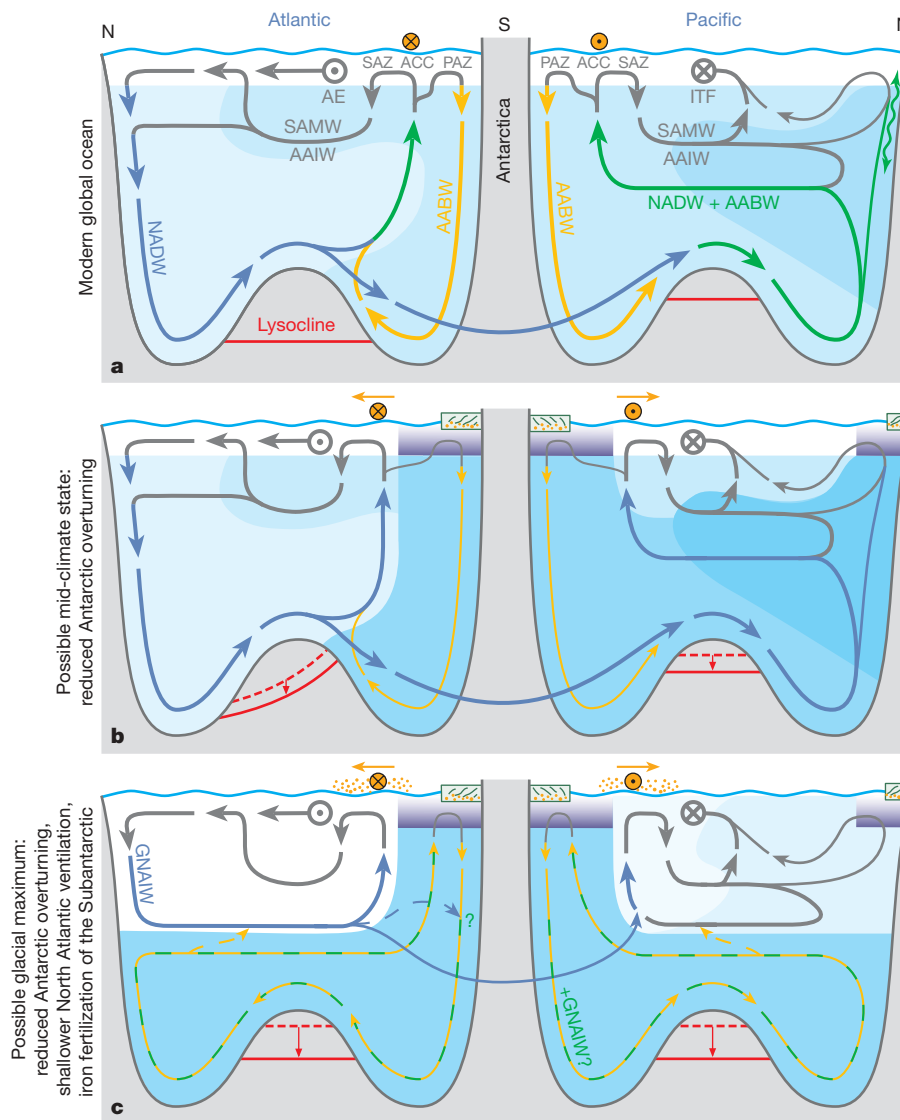 Atlantic
Pacific
N
S
SAZ ACC PAZ
PAZ ACC SAZ
AE
ITF
SAMW
AAIW
SAMW
AAIW
NADW
AABW
Antarctica
AABW
NADW + AABW
Lysocline
Modern global ocean
a
Possible mid-climate state:
reduced Antarctic overturning
b
Possible glacial maximum:
reduced Antarctic overturning,
shallower North Atlantic ventilation,
iron fertilization of the Subantarctic
GNAIW
?
+GNAIW?
c